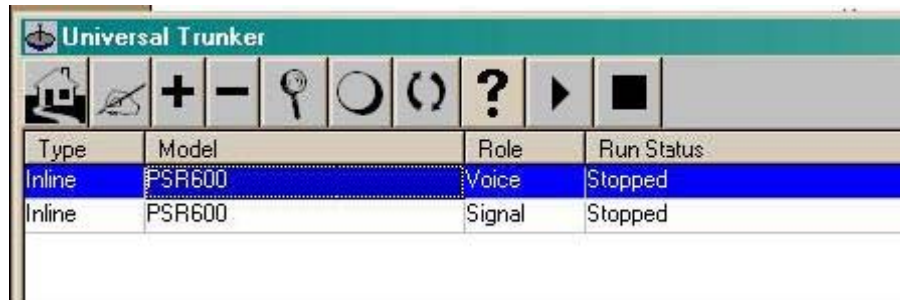 Universal Trunker
?
Type Model Role Run Status
Inline PSR600 Voice Stopped
Inline PSR600 Signal Stopped